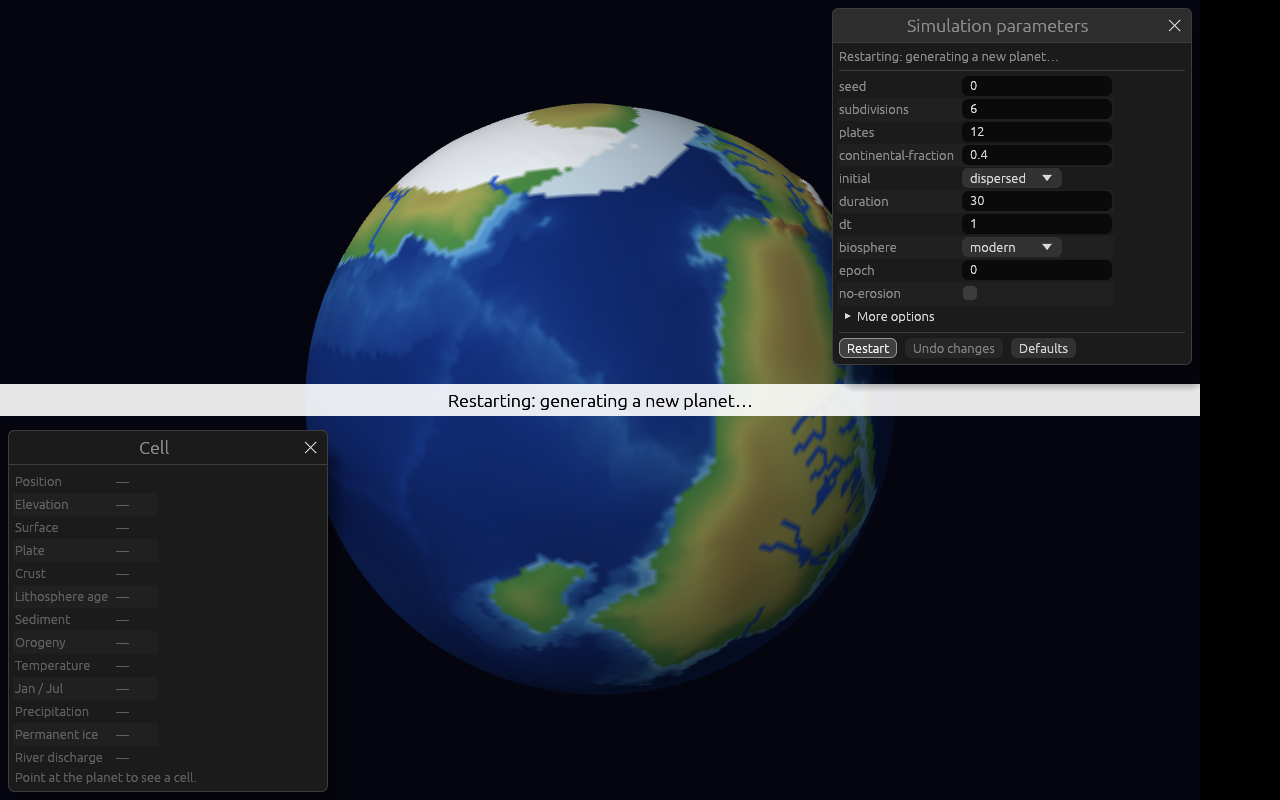 Simulation parameters
Restarting: generating a new planet…
seed 0
subdivisions 6
plates 12
continental-fraction 0.4
initial dispersed
duration 30
dt 1
biosphere modern
epoch 0
no-erosion
More options
Restart Undo changes Defaults
Restarting: generating a new planet…
Cell
Position —
Elevation —
Surface —
Plate —
Crust —
Lithosphere age —
Sediment —
Orogeny —
Temperature —
Jan / Jul —
Precipitation —
Permanent ice —
River discharge —
Point at the planet to see a cell.